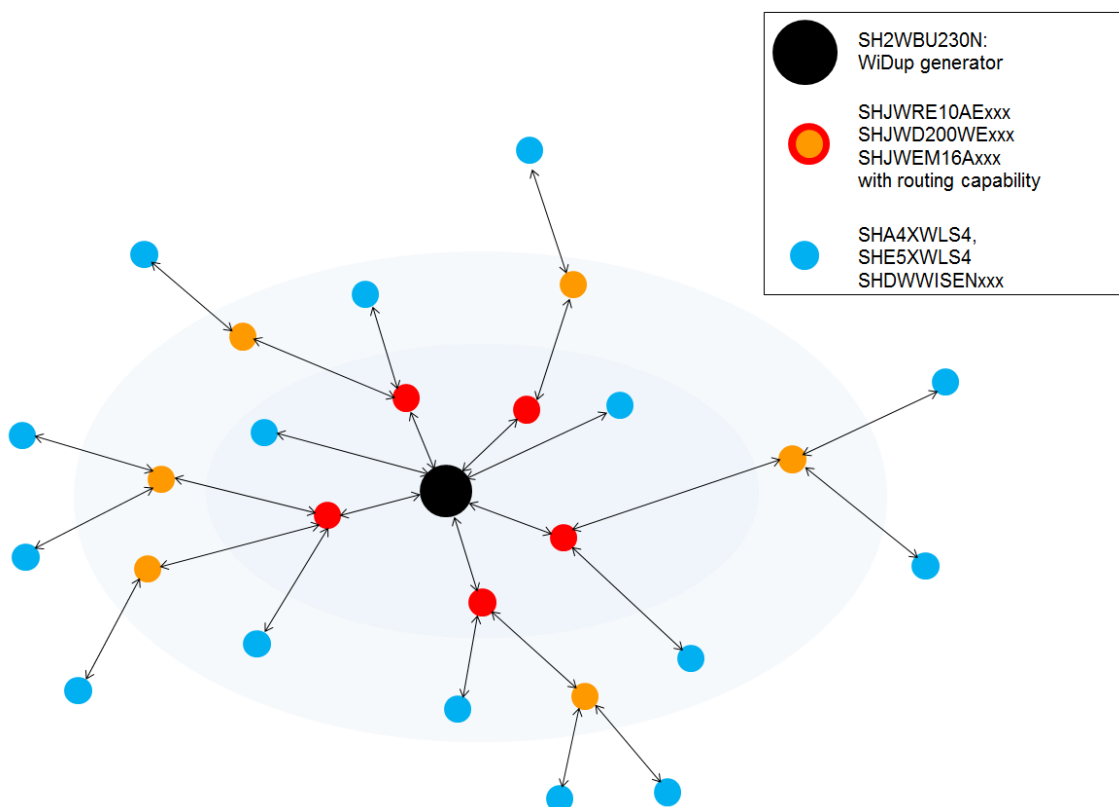 SH2WBU230N:
WiDup generator
SHJWRE10AExxx
SHJWD200WExxx
SHJWEM16Axxx
with routing capability
SHA4XWLS4,
SHE5XWLS4
SHDWWISENxxx